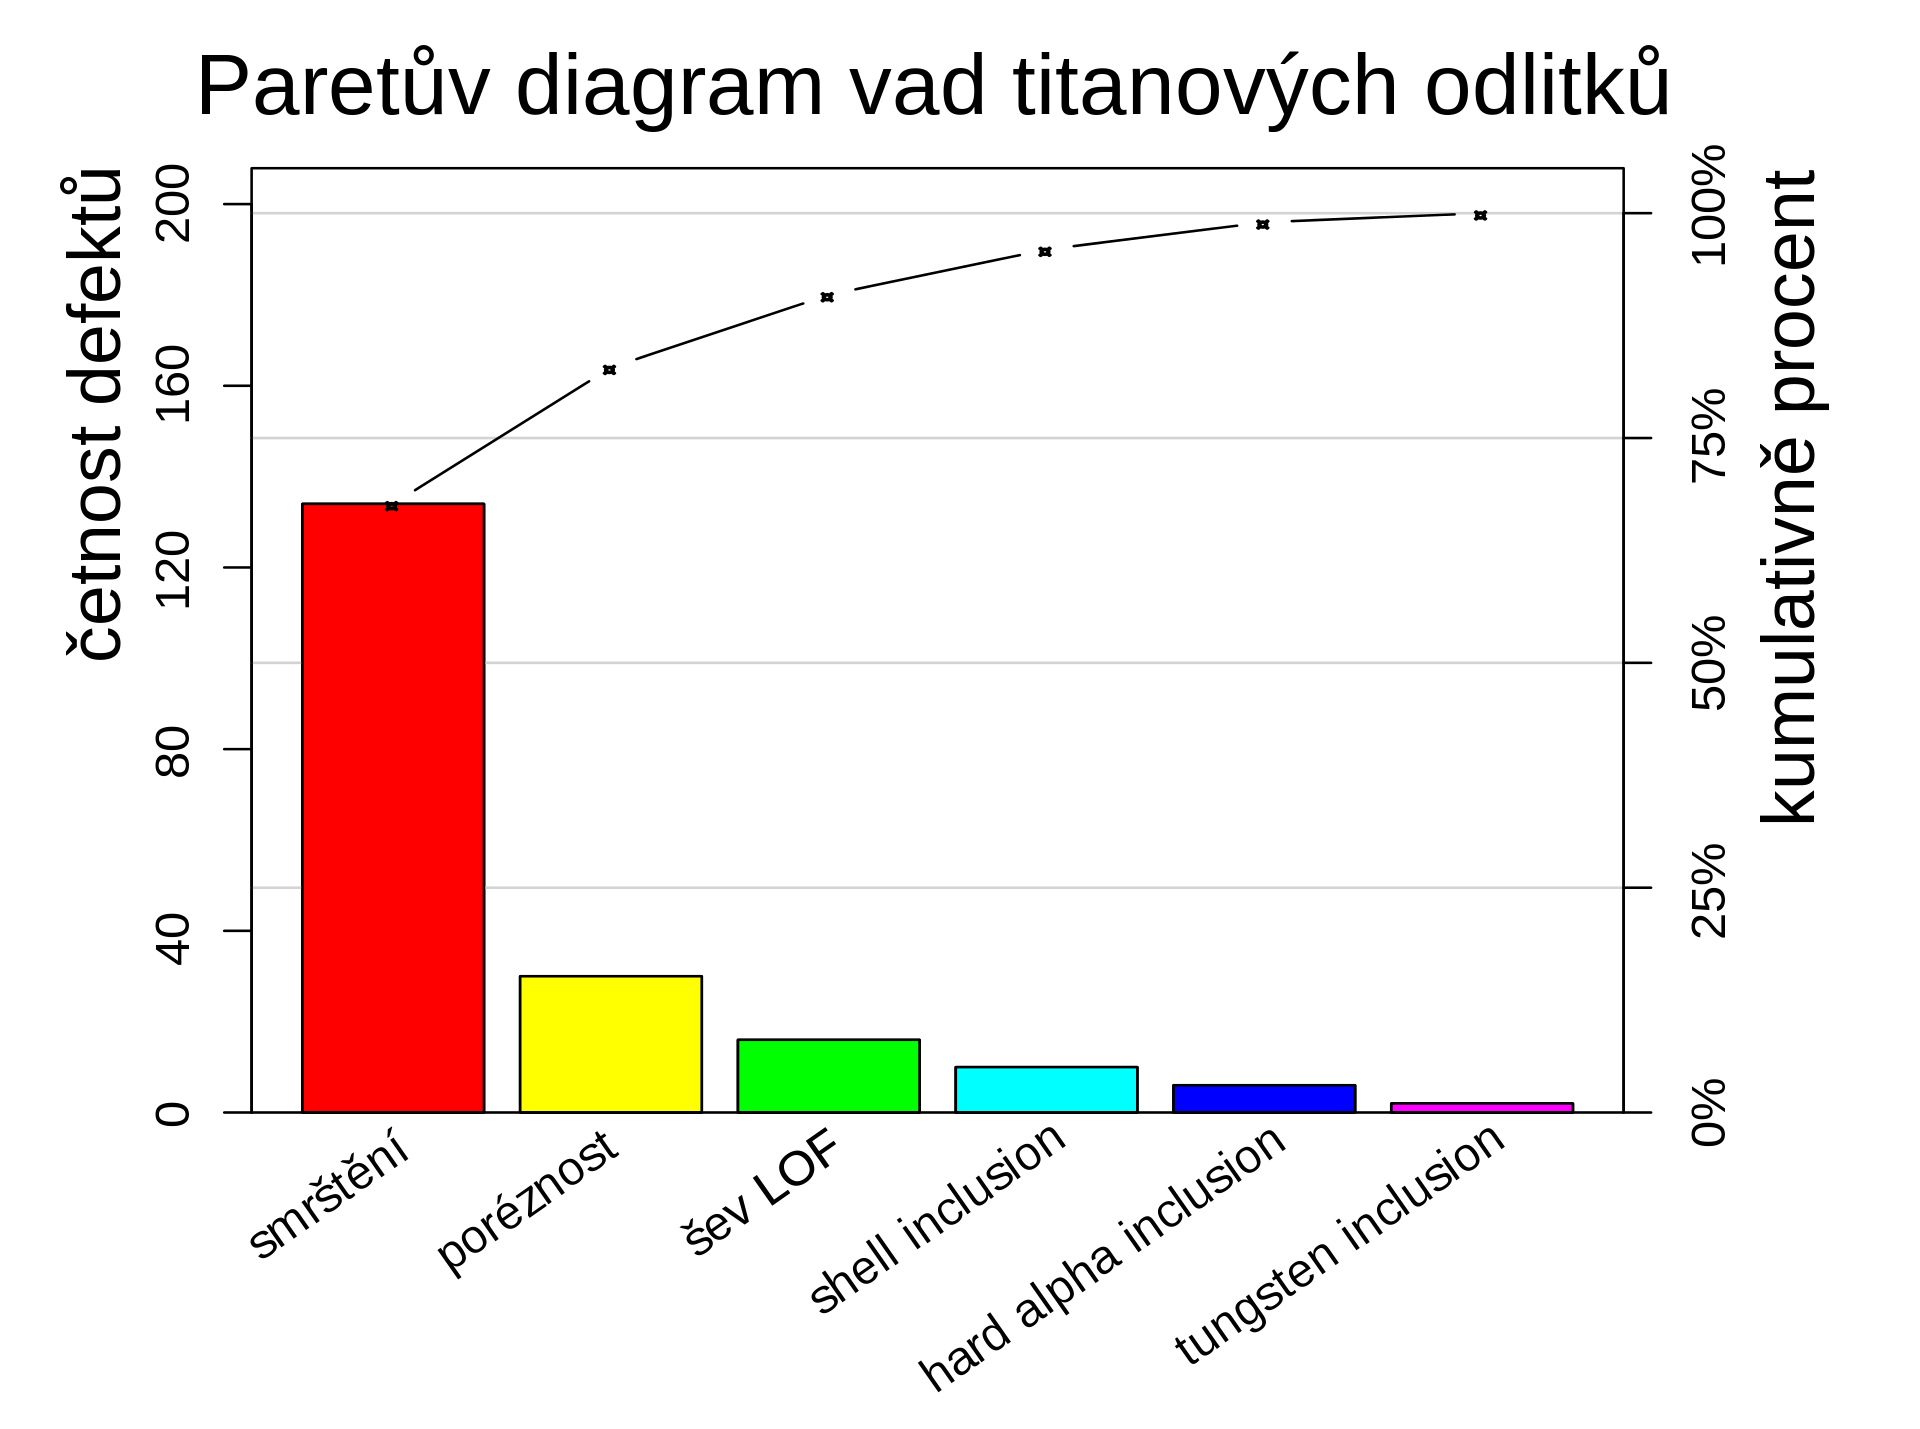 Paretův diagram vad titanových odlitků
četnost defektů
200
160
120
80
40
0
100%
75%
50%
25%
0%
kumulativně procent
smrštění
poréznost
šev LOF
shell inclusion
hard alpha inclusion
tungsten inclusion